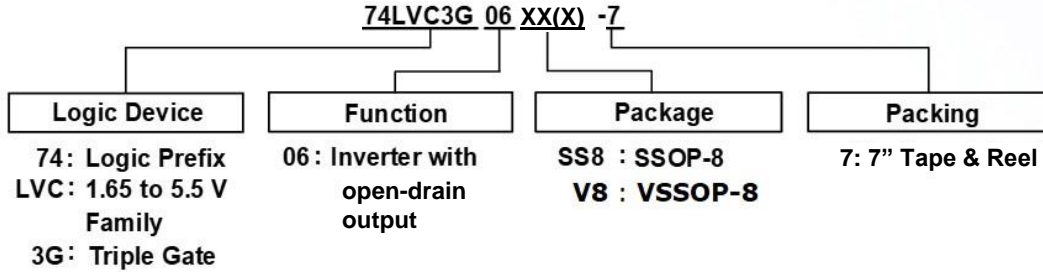 74LVC3G 06 XX(X) -7
Logic Device
Function
Package
Packing
74: Logic Prefix
LVC: 1.65 to 5.5 V
Family
3G: Triple Gate
06: Inverter with
open-drain
output
SS8 : SSOP-8
V8 : VSSOP-8
7: 7” Tape & Reel